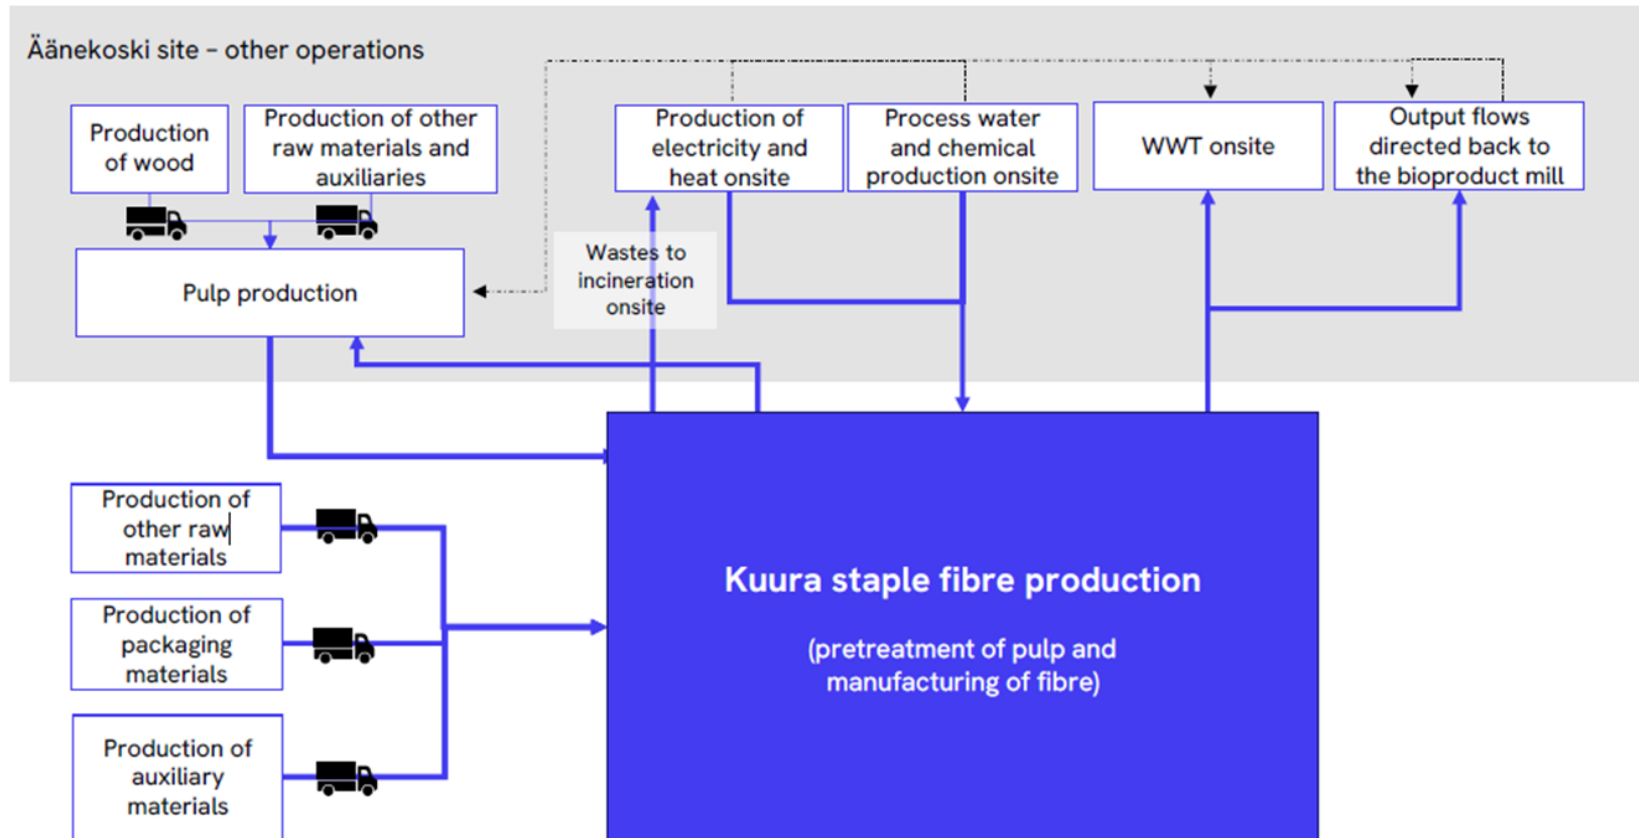 Äänekoski site – other operations
Production
of wood
Production of other
raw materials and
auxiliaries
Production of
electricity and
heat onsite
Process water
and chemical
production onsite
WWT onsite
Output flows
directed back to
the bioproduct mill
Pulp production
Wastes to
incineration
onsite
Production of
other raw
materials
Production of
packaging
materials
Production of
auxiliary
materials
Kuura staple fibre production
(pretreatment of pulp and
manufacturing of fibre)